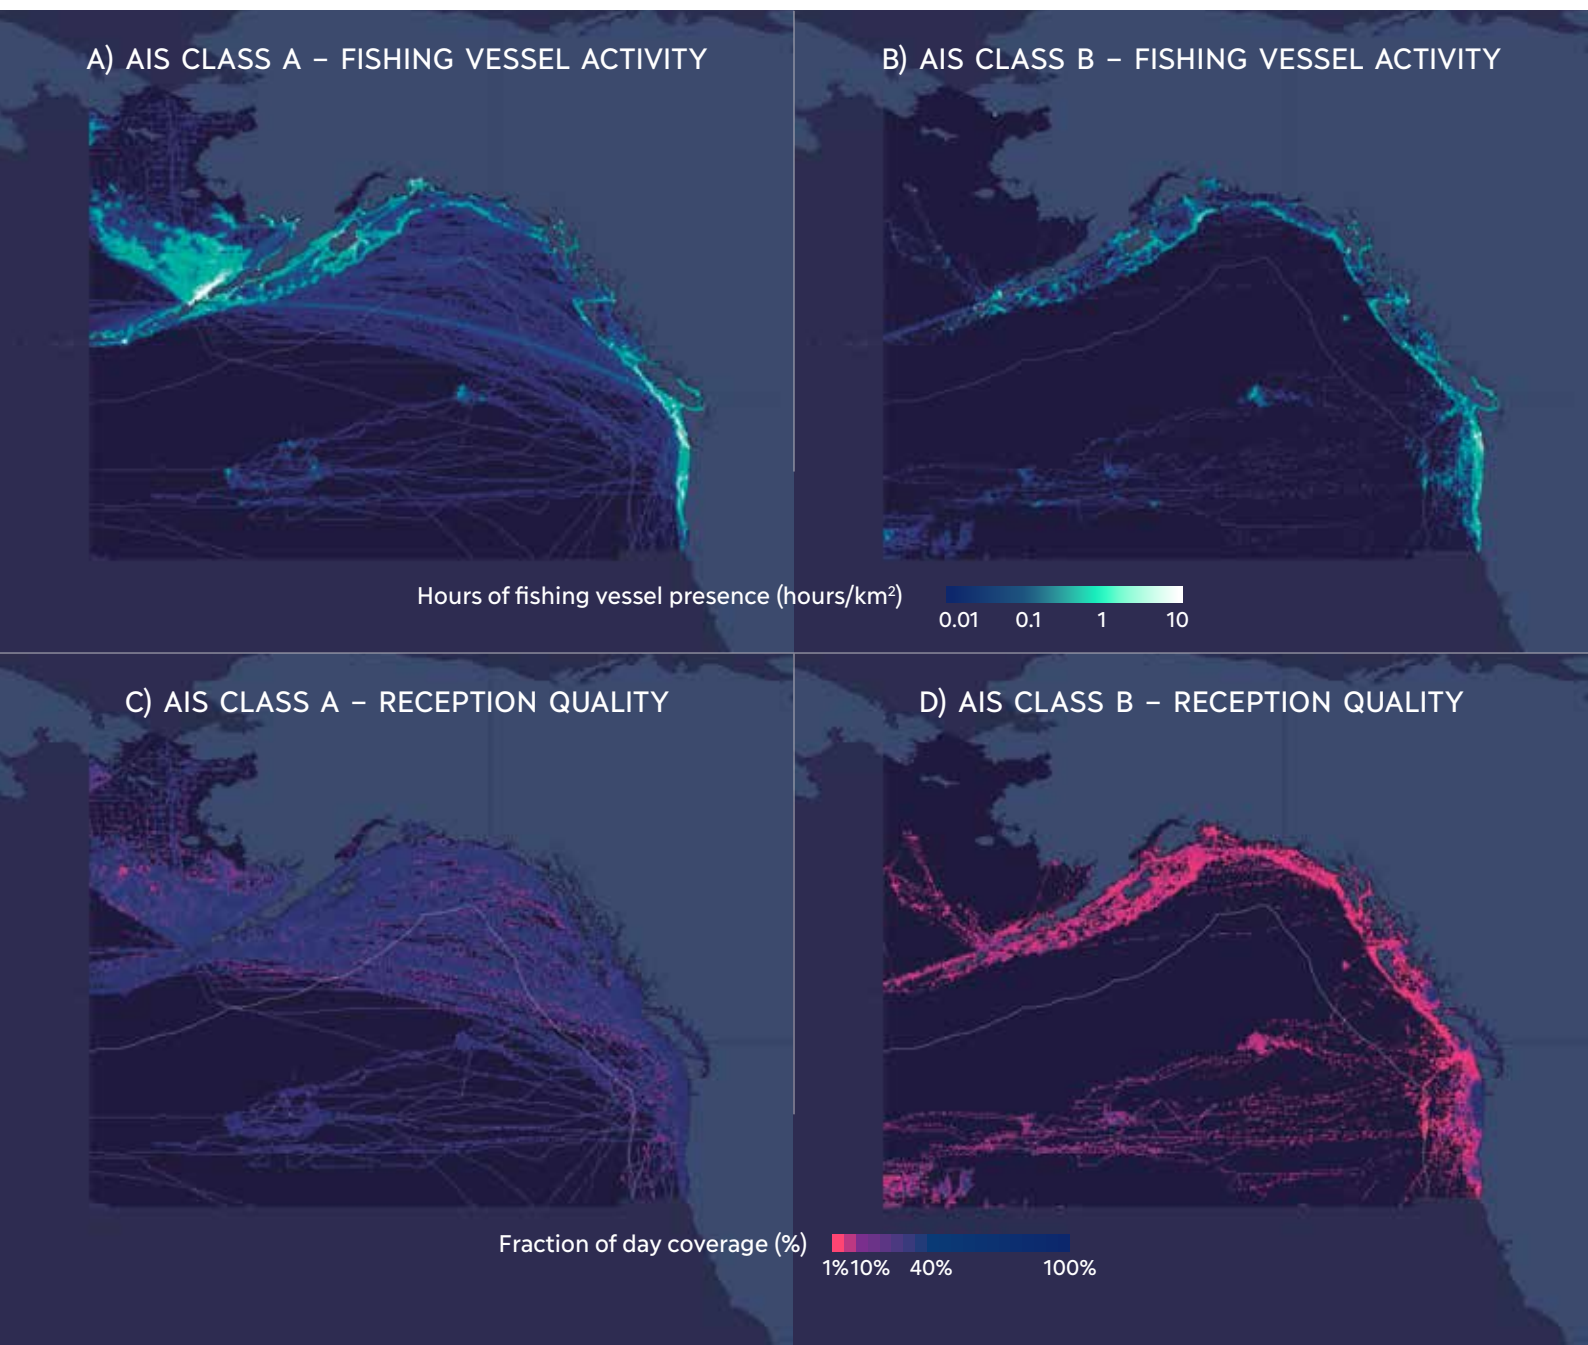 A) AIS CLASS A – FISHING VESSEL ACTIVITY
B) AIS CLASS B – FISHING VESSEL ACTIVITY
Hours of fishing vessel presence (hours/km²)
0.01 0.1 1 10
C) AIS CLASS A – RECEPTION QUALITY
D) AIS CLASS B – RECEPTION QUALITY
Fraction of day coverage (%)
1% 10% 40% 100%